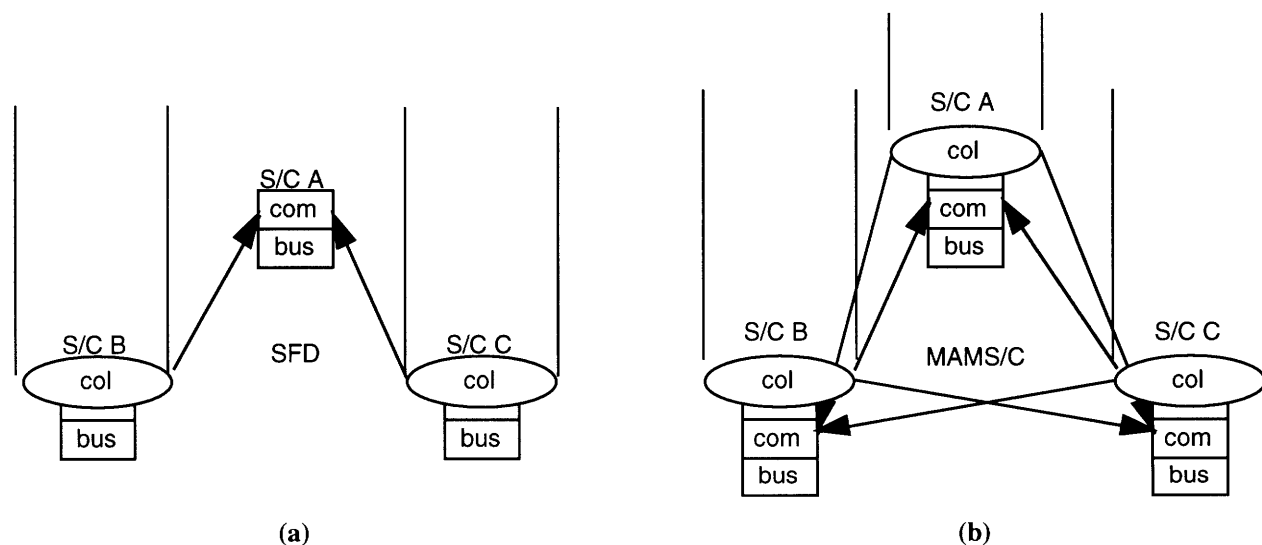 S/C A
com
bus
S/C B
SFD
S/C C
col
col
bus
bus
(a)
S/C A
col
com
bus
S/C B
MAMS/C
S/C C
col
col
com
com
bus
bus
(b)